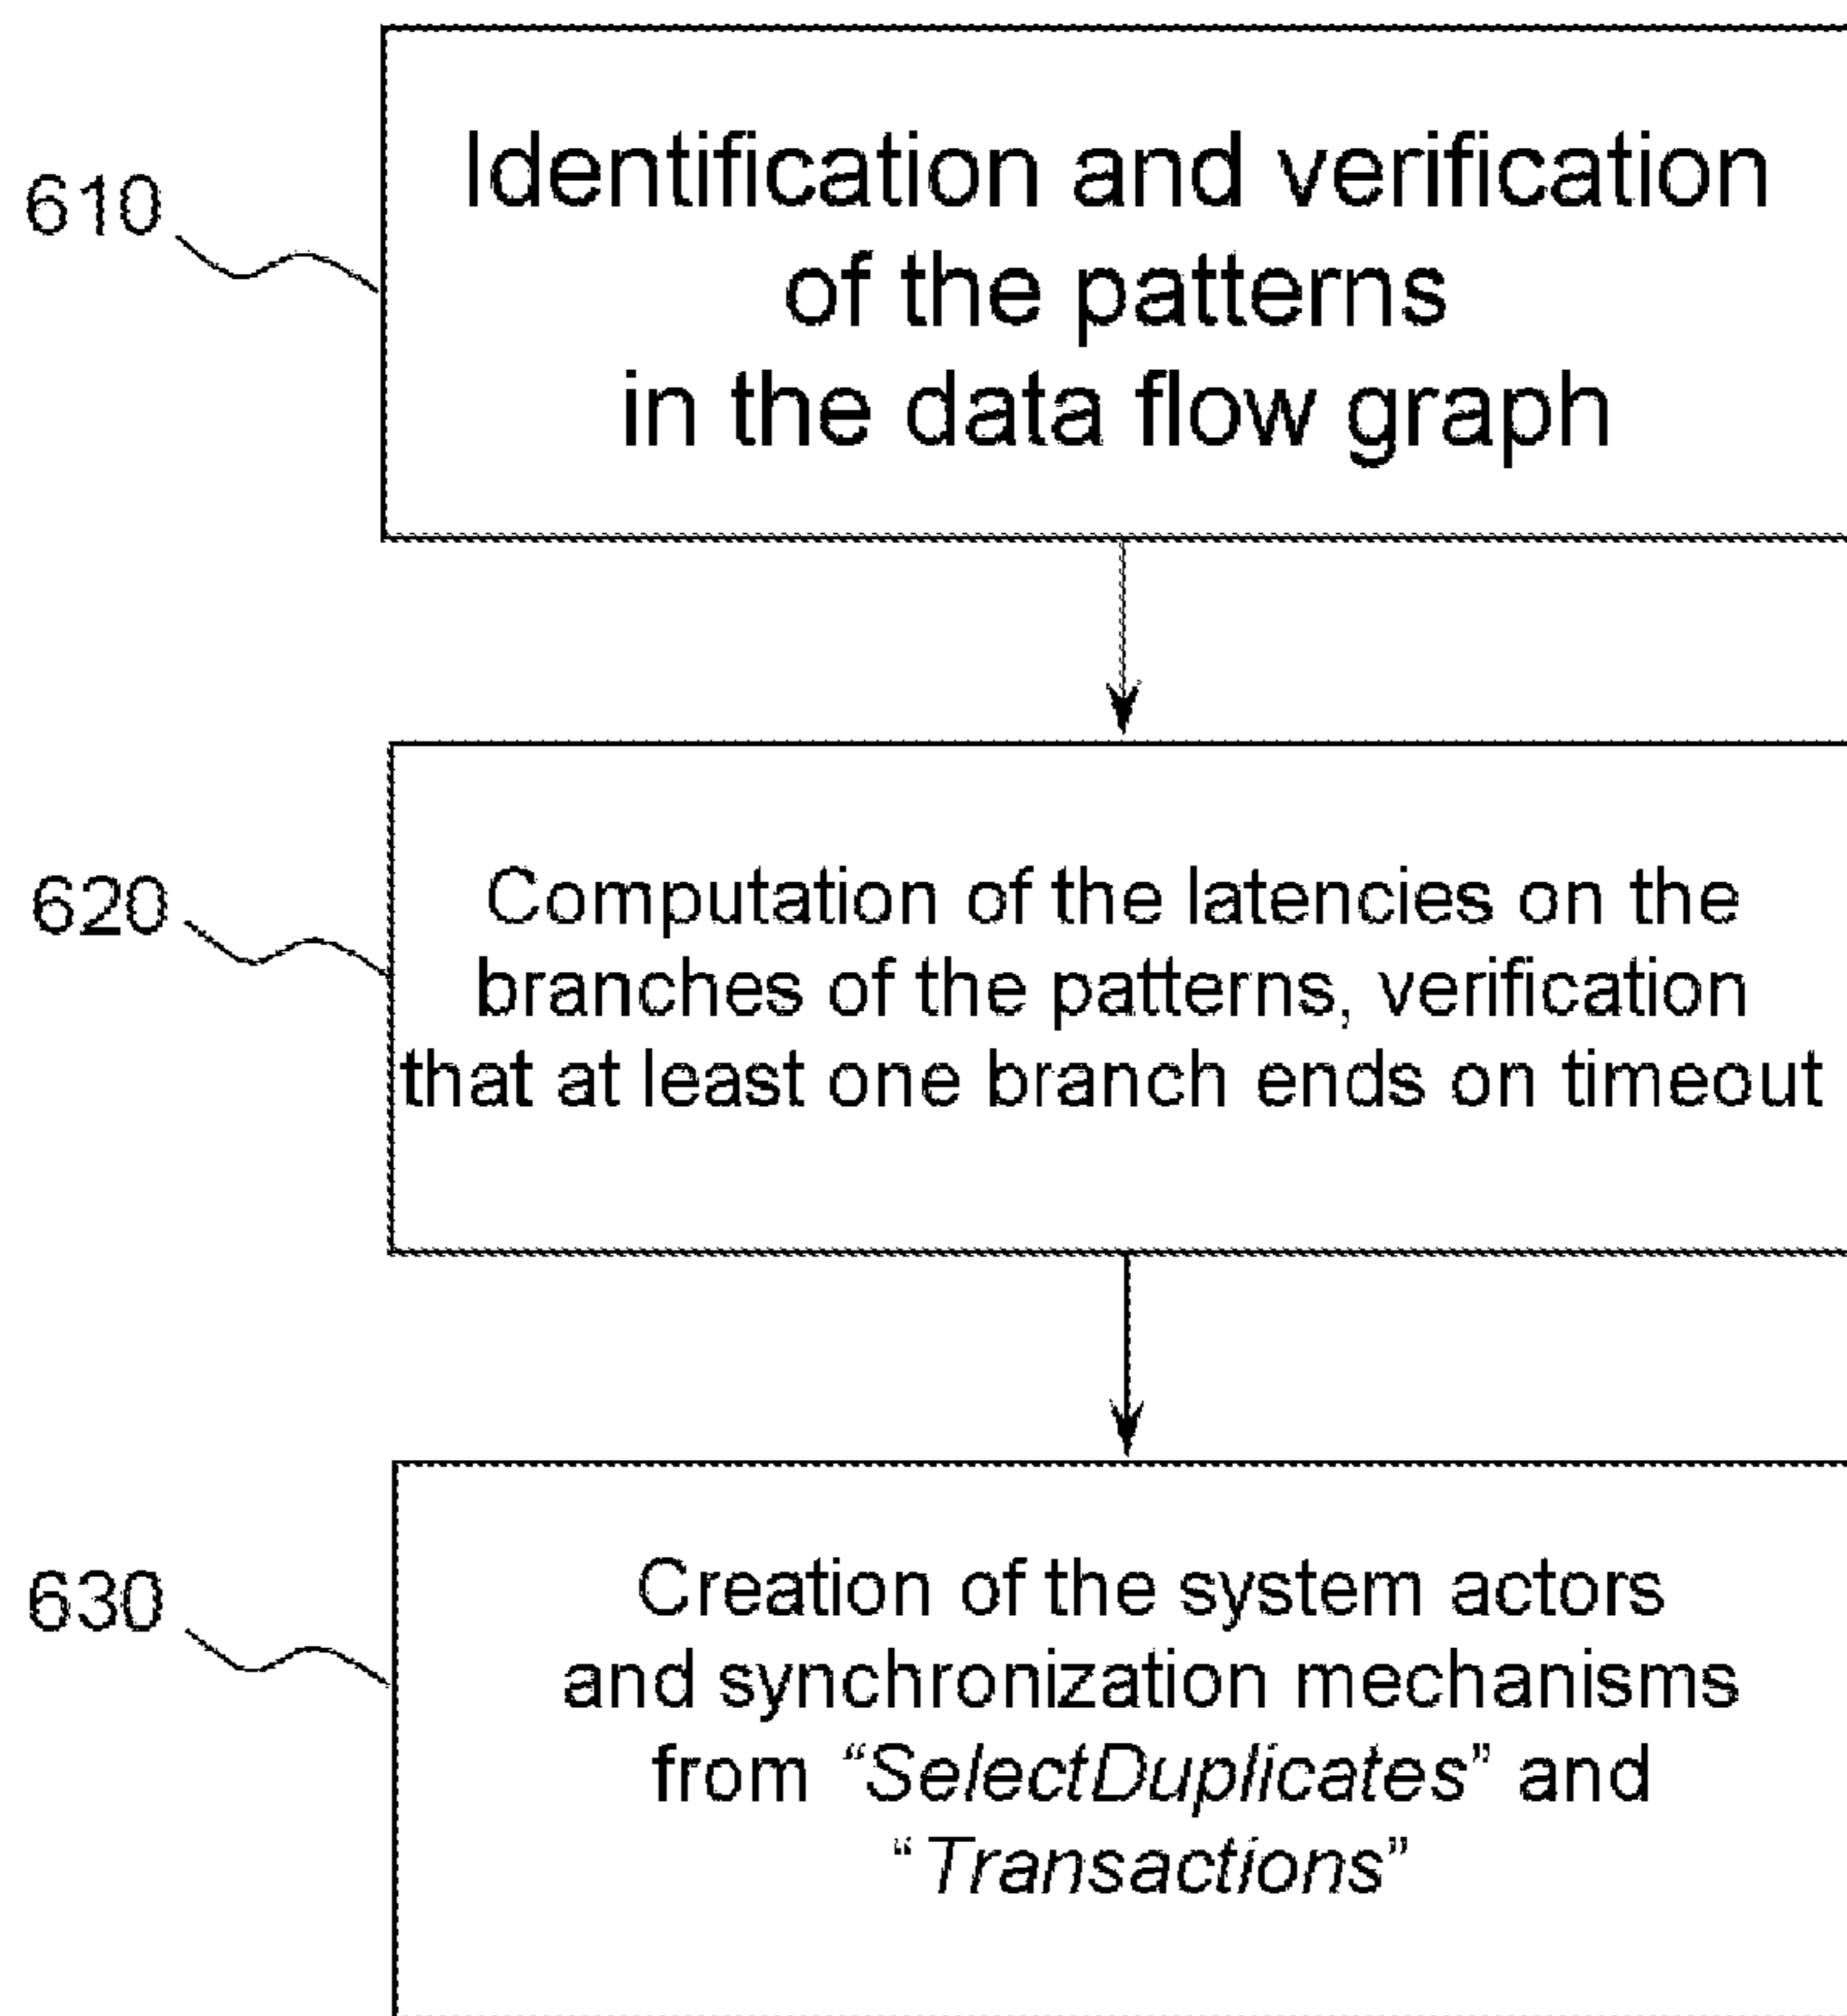 610
Identification and verification
of the patterns
in the data flow graph
620
Computation of the latencies on the
branches of the patterns, verification
that at least one branch ends on timeout
630
Creation of the system actors
and synchronization mechanisms
from “SelectDuplicates” and
“Transactions”